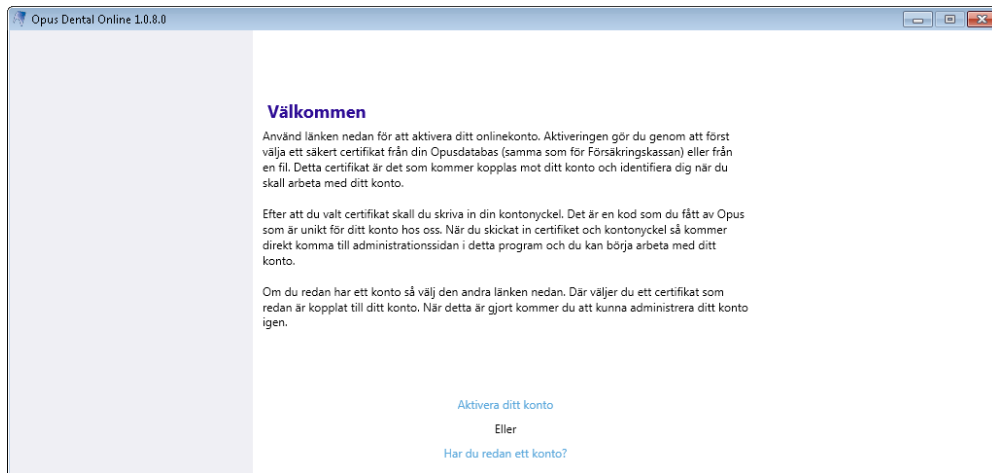 Opus Dental Online 1.0.8.0
Välkommen
Använd länken nedan för att aktivera ditt onlinekonto. Aktiveringen gör du genom att först
välja ett säkert certifikat från din Opusdatabas (samma som för Försäkringskassan) eller från
en fil. Detta certifikat är det som kommer kopplas mot ditt konto och identifiera dig när du
skall arbeta med ditt konto.
Efter att du valt certifikat skall du skriva in din kontonyckel. Det är en kod som du fått av Opus
som är unikt för ditt konto hos oss. När du skickat in certifiket och kontonyckel så kommer
direkt komma till administrationssidan i detta program och du kan börja arbeta med ditt
konto.
Om du redan har ett konto så välj den andra länken nedan. Där väljer du ett certifikat som
redan är kopplat till ditt konto. När detta är gjort kommer du att kunna administrera ditt konto
igen.
Aktivera ditt konto
Eller
Har du redan ett konto?